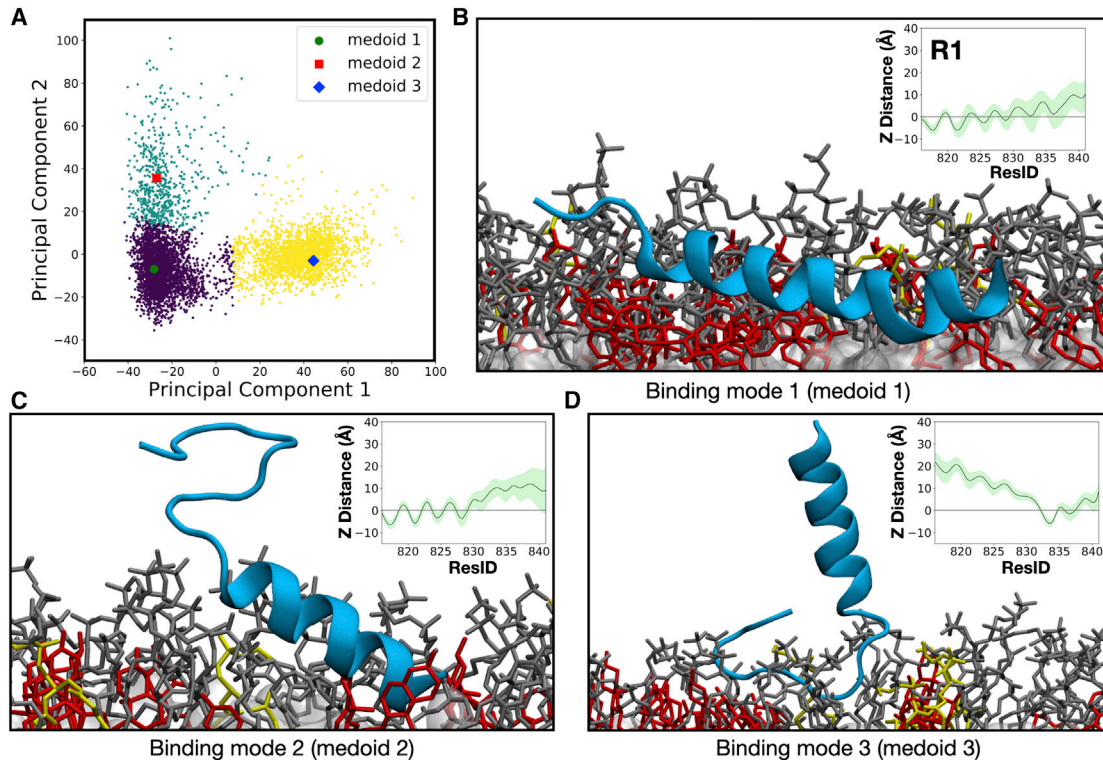 A
Principal Component 2
100
80
60
40
20
0
−20
−40
−60
−40
−20
0
20
40
60
80
100
Principal Component 1
medoid 1
medoid 2
medoid 3
B
R1
Z Distance (Å)
40
30
20
10
0
−10
820
825
830
835
840
ResID
Binding mode 1 (medoid 1)
C
Z Distance (Å)
40
30
20
10
0
−10
820
825
830
835
840
ResID
Binding mode 2 (medoid 2)
D
Z Distance (Å)
40
30
20
10
0
−10
820
825
830
835
840
ResID
Binding mode 3 (medoid 3)